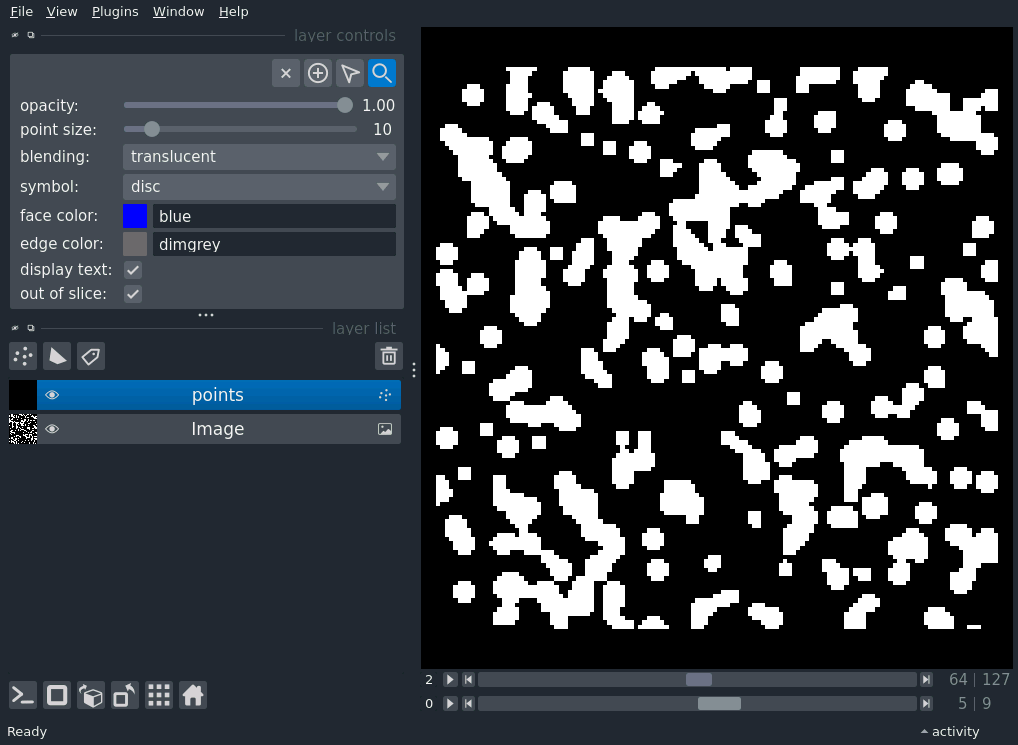 File View Plugins Window Help
layer controls
opacity: 1.00
point size: 10
blending: translucent
symbol: disc
face color: blue
edge color: dimgrey
display text:
out of slice:
layer list
points
Image
2 64 | 127
0 5 | 9
Ready activity